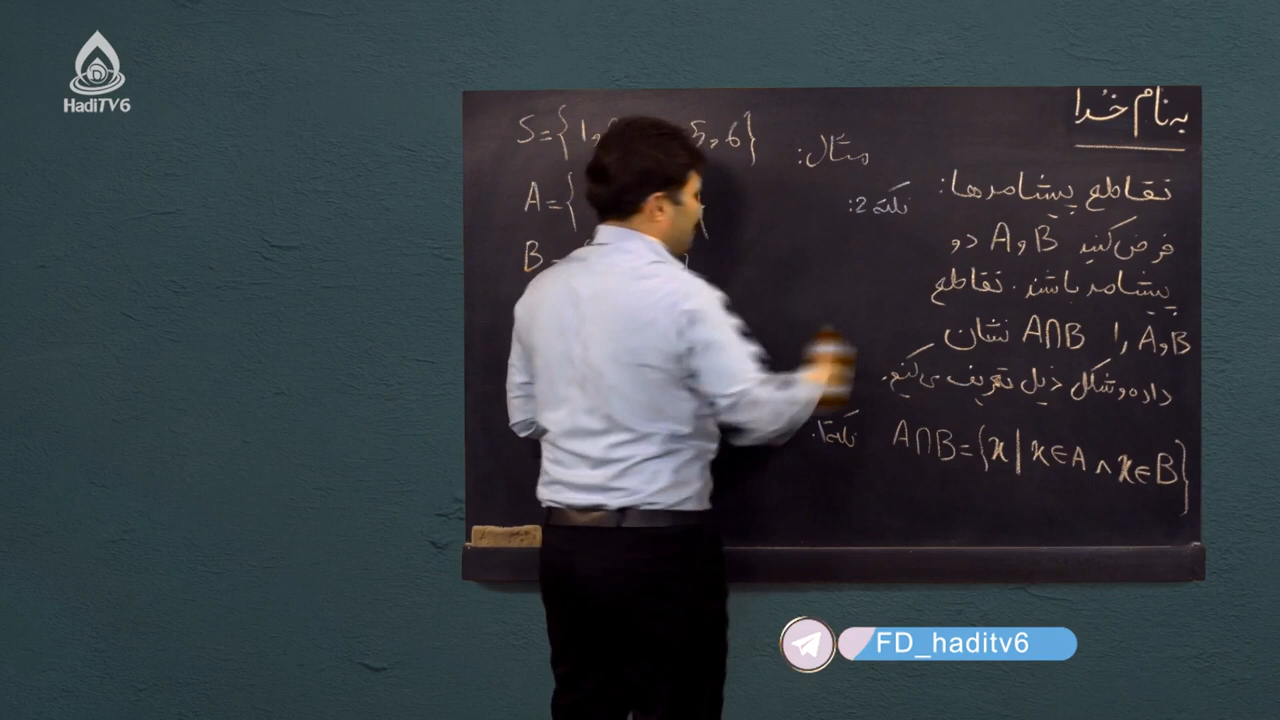 HadiTV6
به نام خدا
تقاطع پیشامدها:
فرض کنید A و B دو
پیشامد باشند. تقاطع
A و B را A∩B نشان
داده و شکل ذیل تعریف می‌کنیم.
A∩B={x | x∈A ∧ x∈B}
مثال:
نکته 2:
نکته 1:
S={1, 5, 6}
A={
B =
FD_haditv6